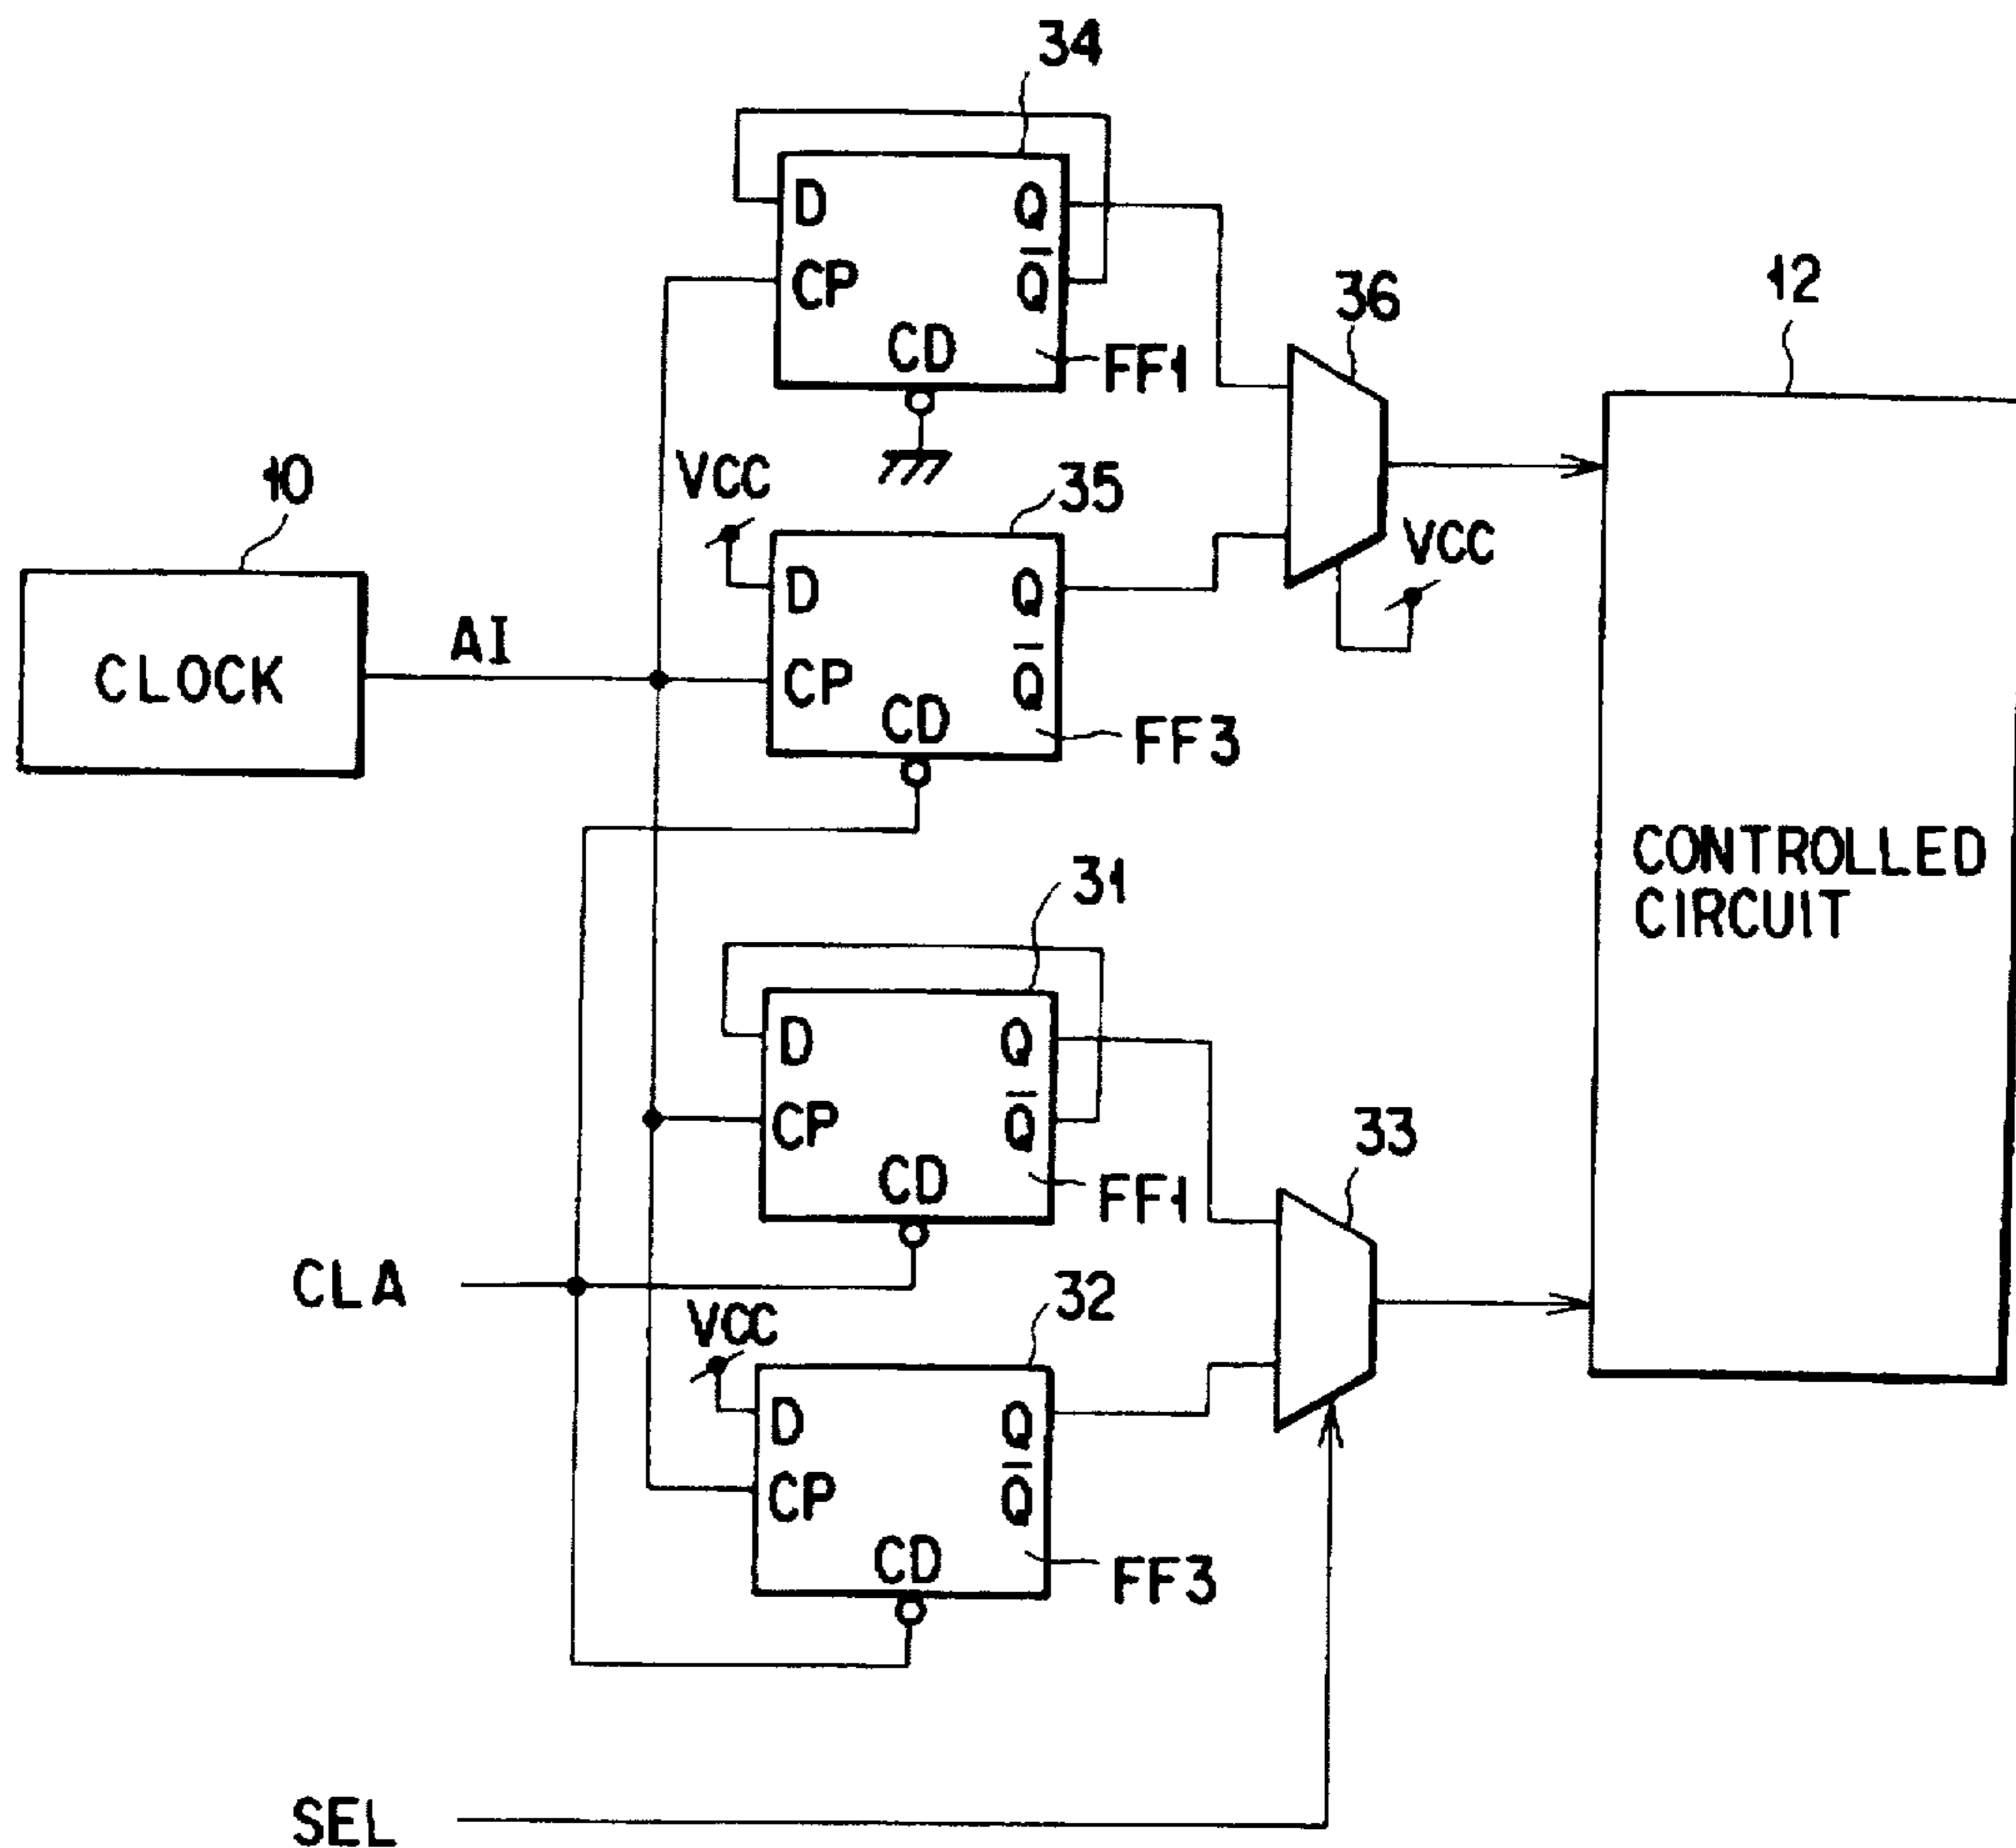 34
D
Q
CP
Q̅
CD
FF1
36
12
10
VCC
35
VCC
D
Q
AI
CLOCK
CP
Q̅
CD
FF3
CONTROLLED
CIRCUIT
31
D
Q
CP
Q̅
CD
FF1
33
CLA
VCC
32
D
Q
CP
Q̅
CD
FF3
SEL